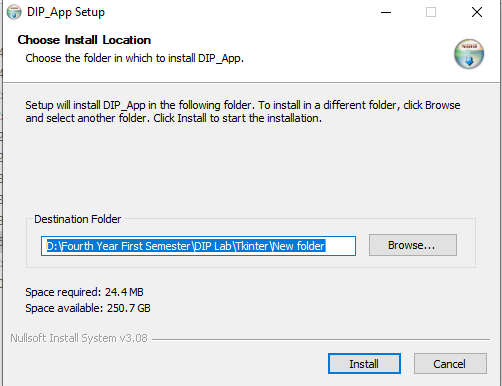 DIP_App Setup
Choose Install Location
Choose the folder in which to install DIP_App.
Setup will install DIP_App in the following folder. To install in a different folder, click Browse
and select another folder. Click Install to start the installation.
Destination Folder
D:\Fourth Year First Semester\DIP Lab\Tkinter\New folder
Browse...
Space required: 24.4 MB
Space available: 250.7 GB
Nullsoft Install System v3.08
Install
Cancel